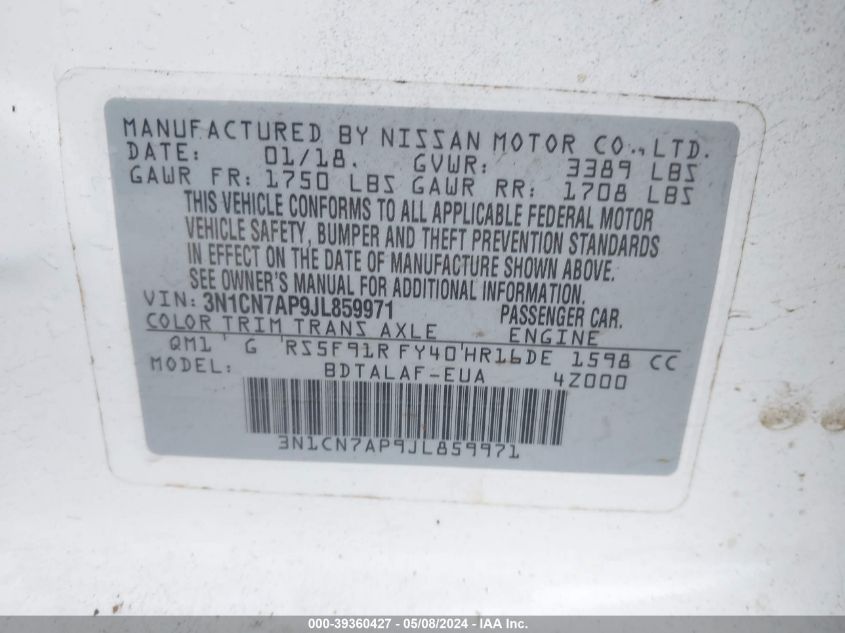 MANUFACTURED BY NISSAN MOTOR CO., LTD.
DATE: 01/18. GVWR: 3389 LBS
GAWR FR: 1750 LBS GAWR RR: 1708 LBS
THIS VEHICLE CONFORMS TO ALL APPLICABLE FEDERAL MOTOR
VEHICLE SAFETY, BUMPER AND THEFT PREVENTION STANDARDS
IN EFFECT ON THE DATE OF MANUFACTURE SHOWN ABOVE.
SEE OWNER'S MANUAL FOR ADDITIONAL INFORMATION.
VIN: 3N1CN7AP9JL859971 PASSENGER CAR.
COLOR TRIM TRANS AXLE ENGINE
QM1 ' G RS5F91R FY40'HR16DE 1598 CC
MODEL: BDTALAF-EUA 4Z000
3N1CN7AP9JL859971
000-39360427 - 05/08/2024 - IAA Inc.